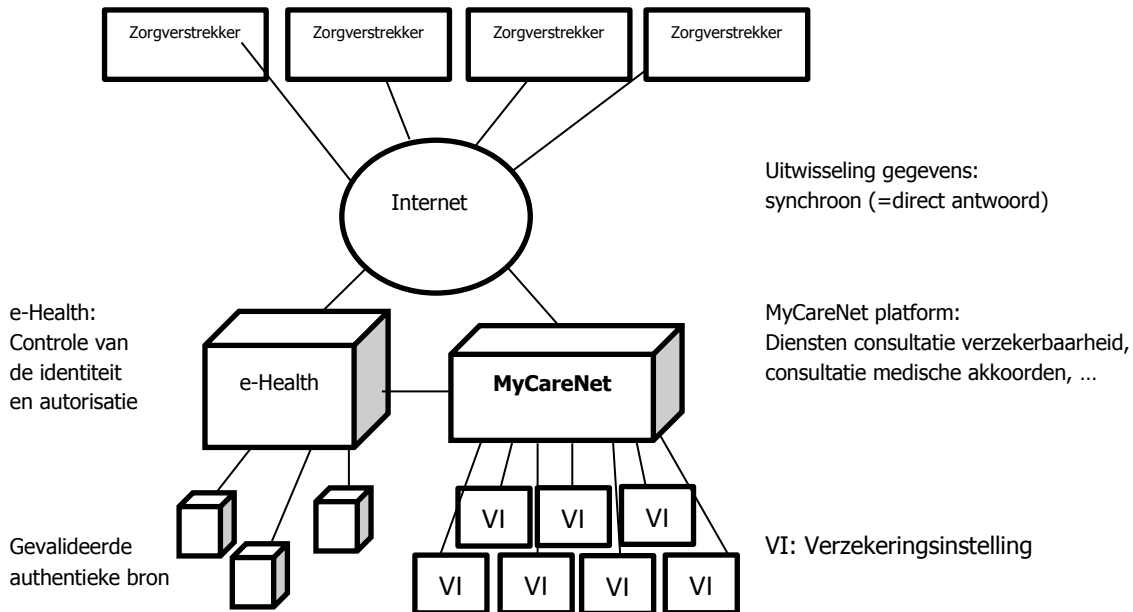 Zorgverstrekker
Zorgverstrekker
Zorgverstrekker
Zorgverstrekker
Internet
Uitwisseling gegevens:
synchroon (=direct antwoord)
e-Health:
Controle van
de identiteit
en autorisatie
e-Health
MyCareNet
MyCareNet platform:
Diensten consultatie verzekerbaarheid,
consultatie medische akkoorden, ...
VI
VI
VI
Gevalideerde
authentieke bron
VI
VI
VI
VI
VI: Verzekeringsinstelling